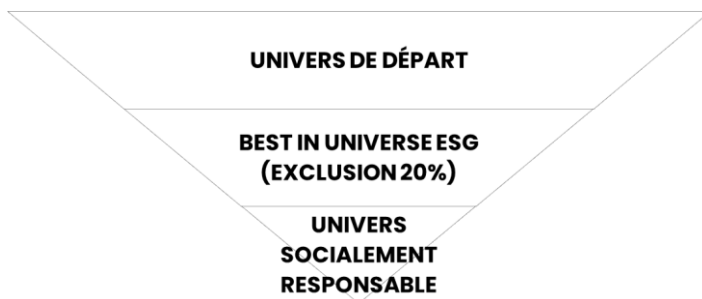 UNIVERS DE DÉPART
BEST IN UNIVERSE ESG
(EXCLUSION 20%)
UNIVERS
SOCIALEMENT
RESPONSABLE